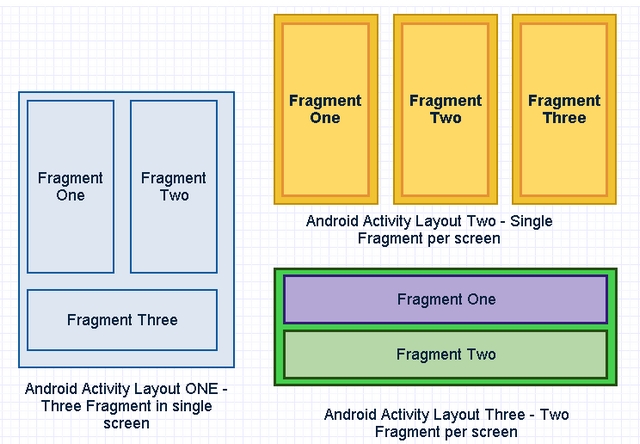 Fragment
One
Fragment
Two
Fragment Three
Android Activity Layout ONE -
Three Fragment in single
screen
Fragment
One
Fragment
Two
Fragment
Three
Android Activity Layout Two - Single
Fragment per screen
Fragment One
Fragment Two
Android Activity Layout Three - Two
Fragment per screen